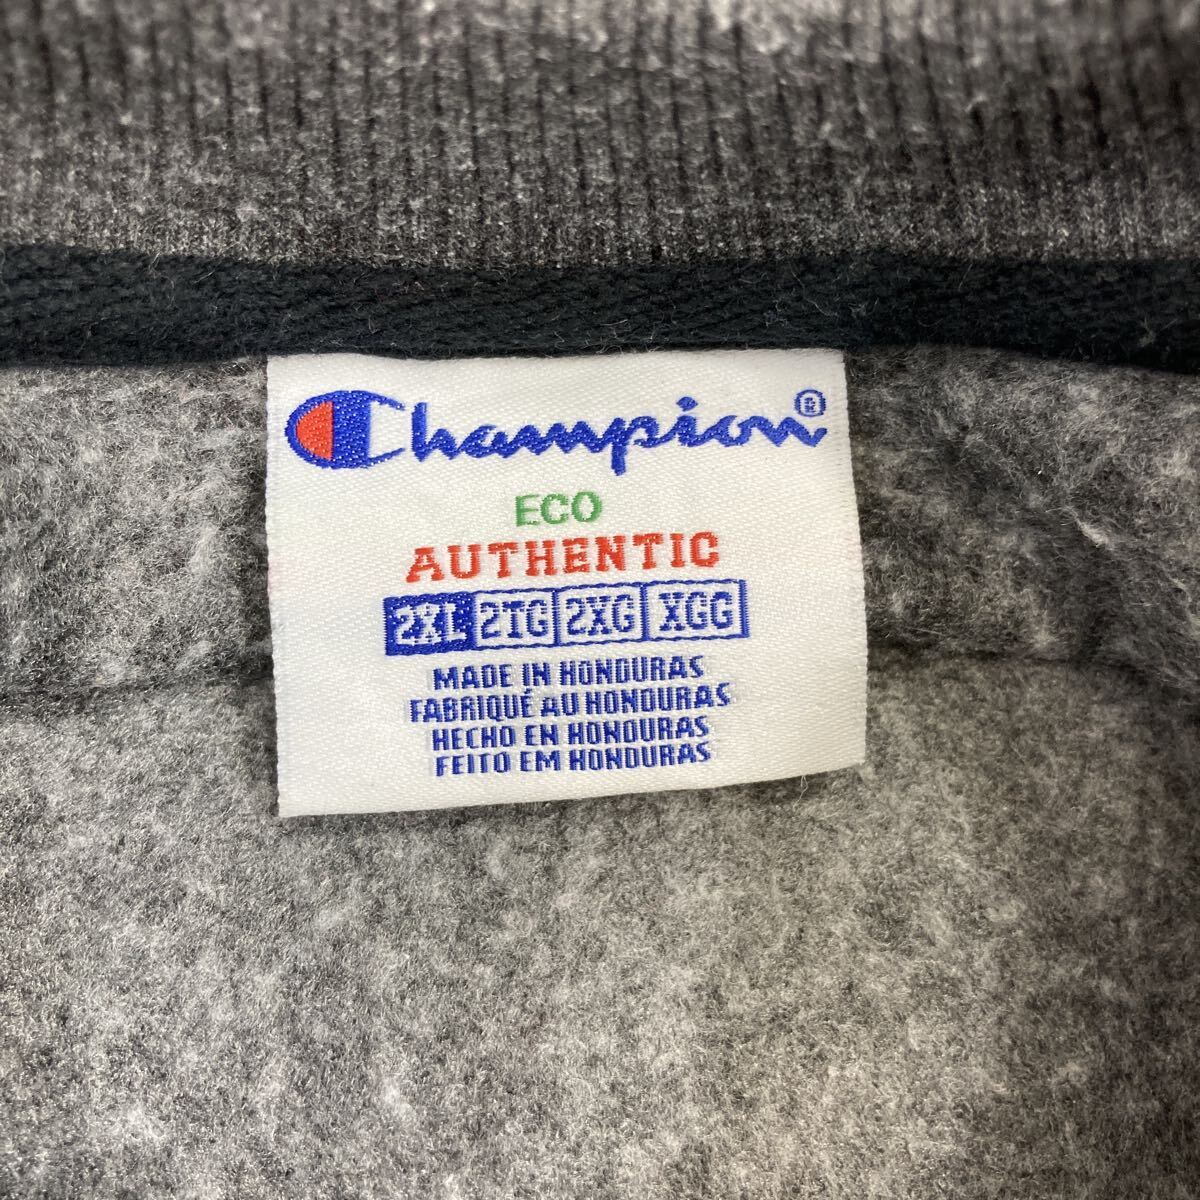 Champion®
ECO
AUTHENTIC
2XL 2TG 2XG XGG
MADE IN HONDURAS
FABRIQUÉ AU HONDURAS
HECHO EN HONDURAS
FEITO EM HONDURAS